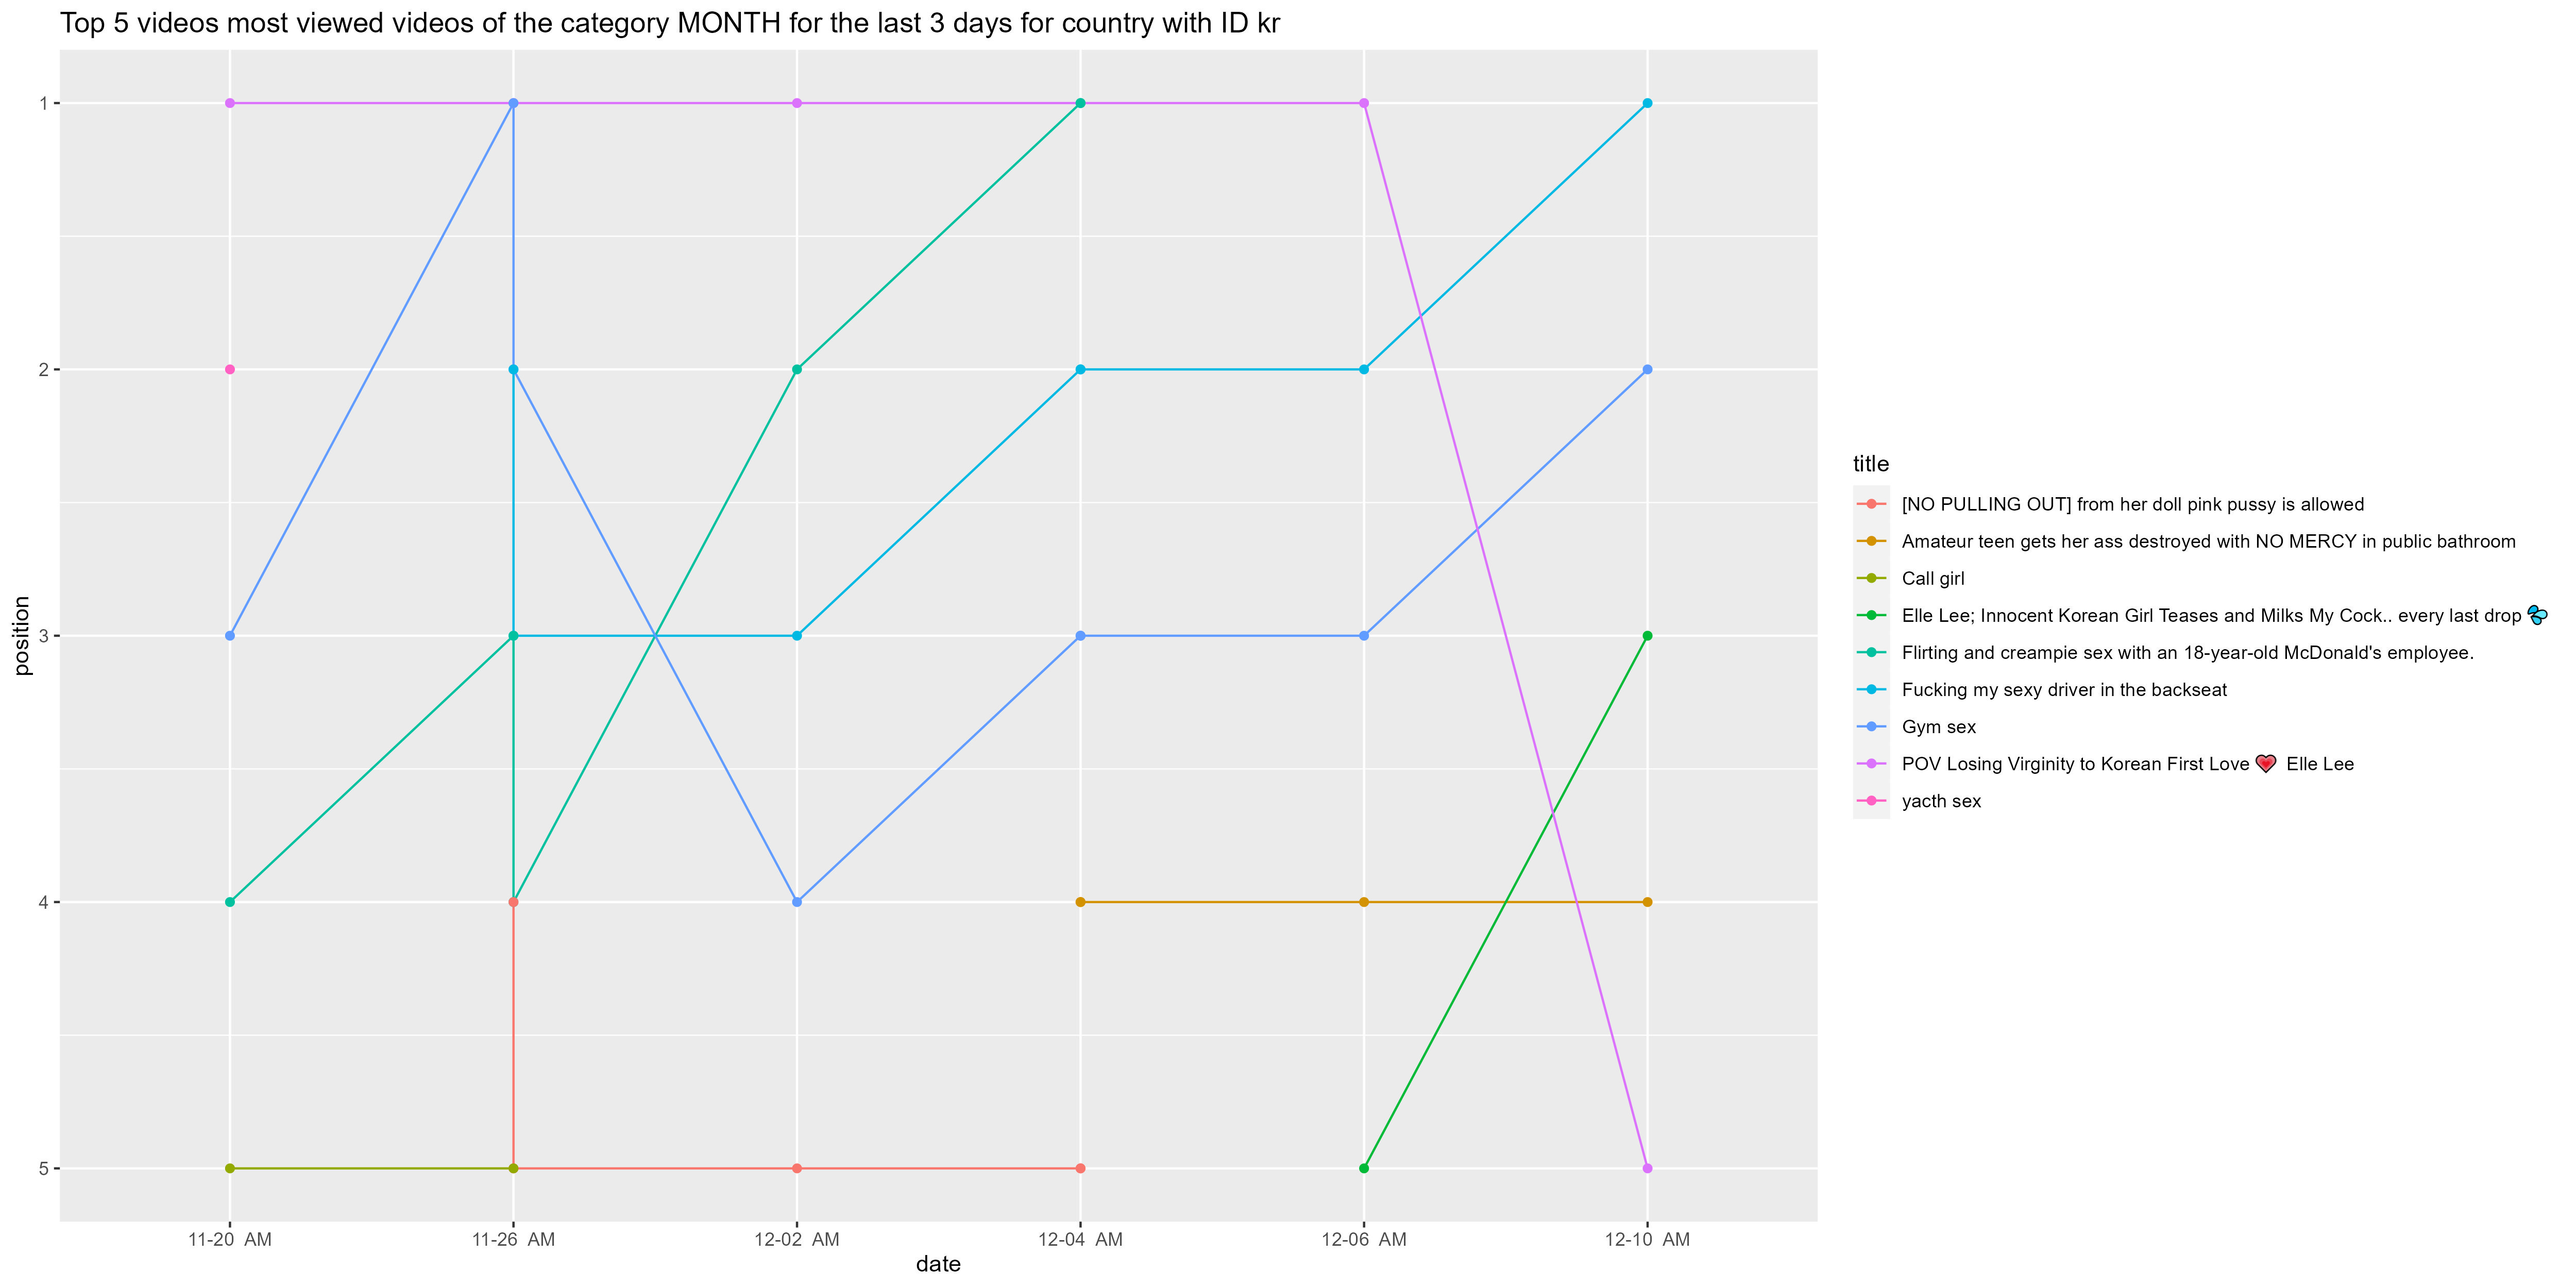 Top 5 videos most viewed videos of the category MONTH for the last 3 days for country with ID kr
position
1
2
3
4
5
11-20 AM
11-26 AM
12-02 AM
12-04 AM
12-06 AM
12-10 AM
date
title
[NO PULLING OUT] from her doll pink pussy is allowed
Amateur teen gets her ass destroyed with NO MERCY in public bathroom
Call girl
Elle Lee; Innocent Korean Girl Teases and Milks My Cock.. every last drop 💦
Flirting and creampie sex with an 18-year-old McDonald's employee.
Fucking my sexy driver in the backseat
Gym sex
POV Losing Virginity to Korean First Love 💗 Elle Lee
yacth sex